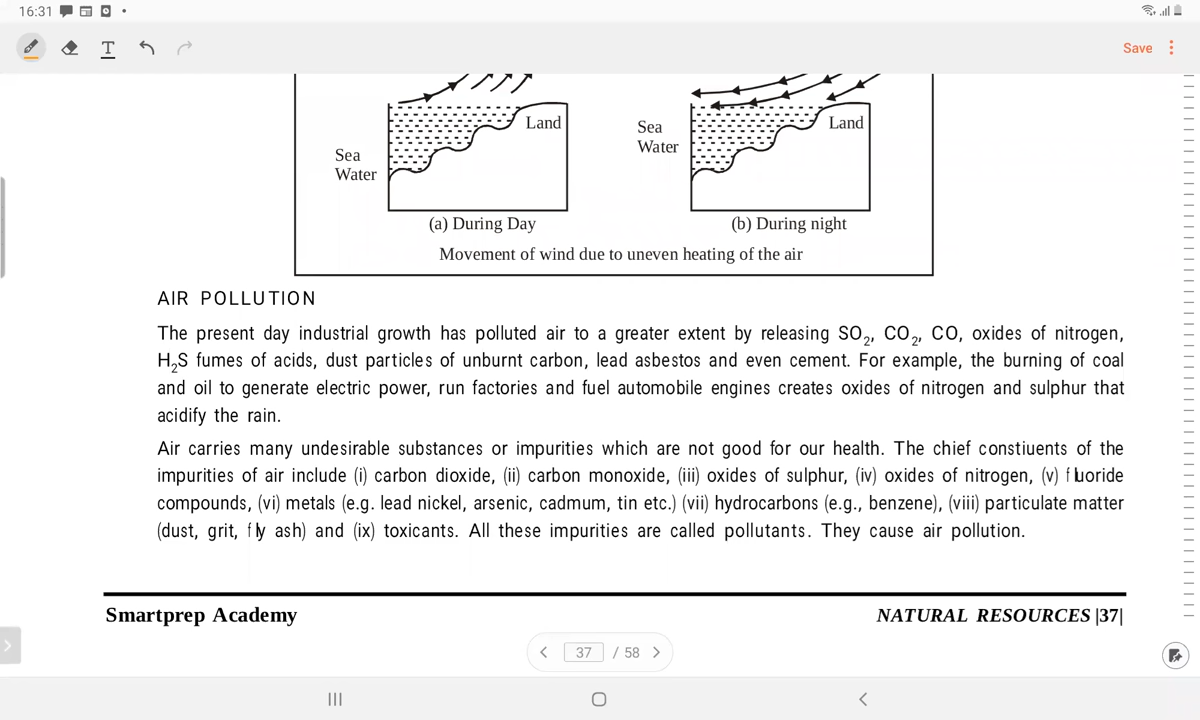 16:31
T
Save
Land
Sea
Water
(a) During Day
Land
Sea
Water
(b) During night
Movement of wind due to uneven heating of the air
AIR POLLUTION
The present day industrial growth has polluted air to a greater extent by releasing SO₂, CO₂, CO, oxides of nitrogen,
H₂S fumes of acids, dust particles of unburnt carbon, lead asbestos and even cement. For example, the burning of coal
and oil to generate electric power, run factories and fuel automobile engines creates oxides of nitrogen and sulphur that
acidify the rain.
Air carries many undesirable substances or impurities which are not good for our health. The chief constiuents of the
impurities of air include (i) carbon dioxide, (ii) carbon monoxide, (iii) oxides of sulphur, (iv) oxides of nitrogen, (v) fluoride
compounds, (vi) metals (e.g. lead nickel, arsenic, cadmum, tin etc.) (vii) hydrocarbons (e.g., benzene), (viii) particulate matter
(dust, grit, fly ash) and (ix) toxicants. All these impurities are called pollutants. They cause air pollution.
Smartprep Academy
NATURAL RESOURCES |37|
37 / 58